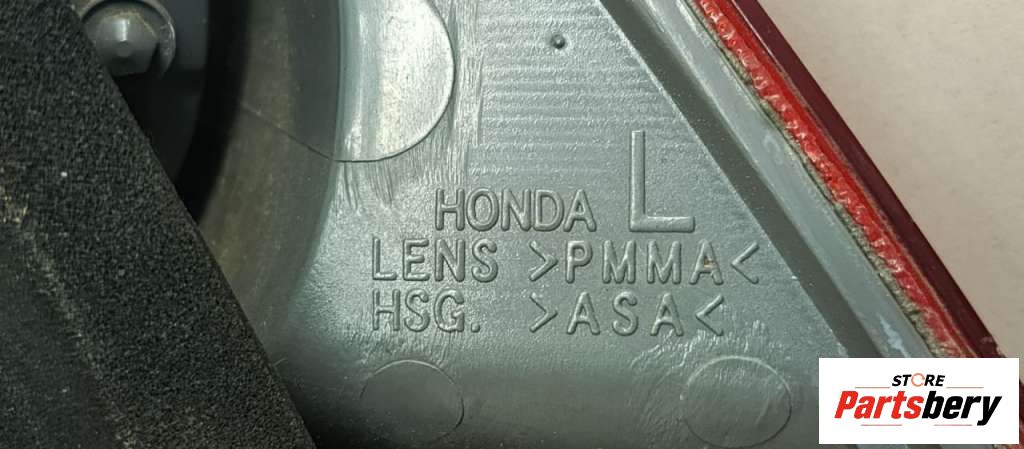 HONDA L
LENS >PMMA<
HSG. >ASA<
STORE
Partsbery